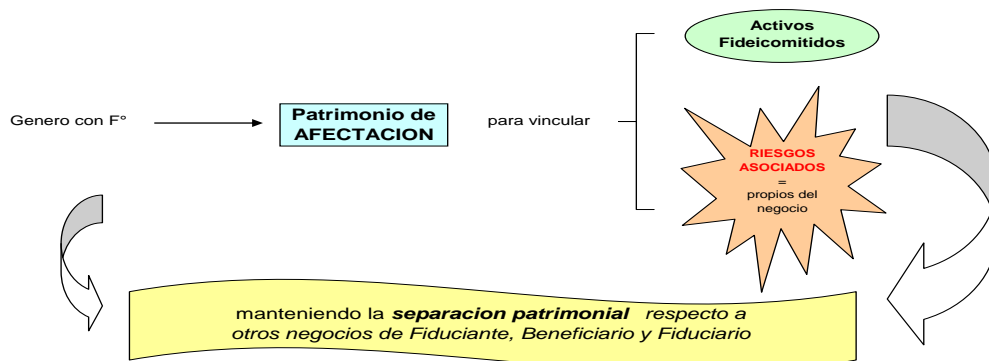 Activos
Fideicomitidos
Genero con F°
Patrimonio de
AFECTACION
para vincular
RIESGOS
ASOCIADOS
=
propios del
negocio
manteniendo la separacion patrimonial respecto a
otros negocios de Fiduciante, Beneficiario y Fiduciario